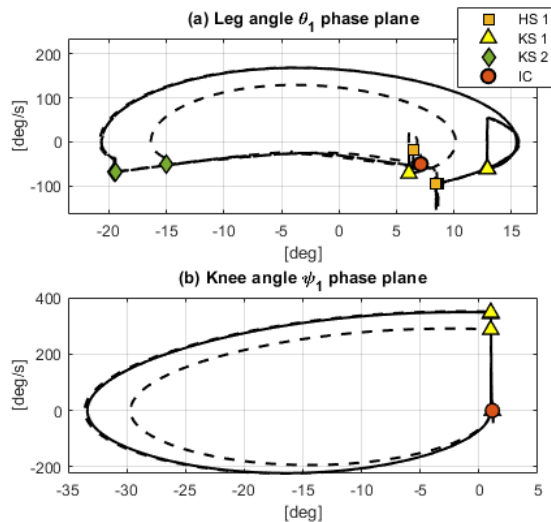 (a) Leg angle θ1 phase plane
HS 1
KS 1
KS 2
IC
[deg/s]
200
100
0
-100
-20 -15 -10 -5 0 5 10 15
[deg]
(b) Knee angle ψ1 phase plane
[deg/s]
400
200
0
-200
-35 -30 -25 -20 -15 -10 -5 0 5
[deg]